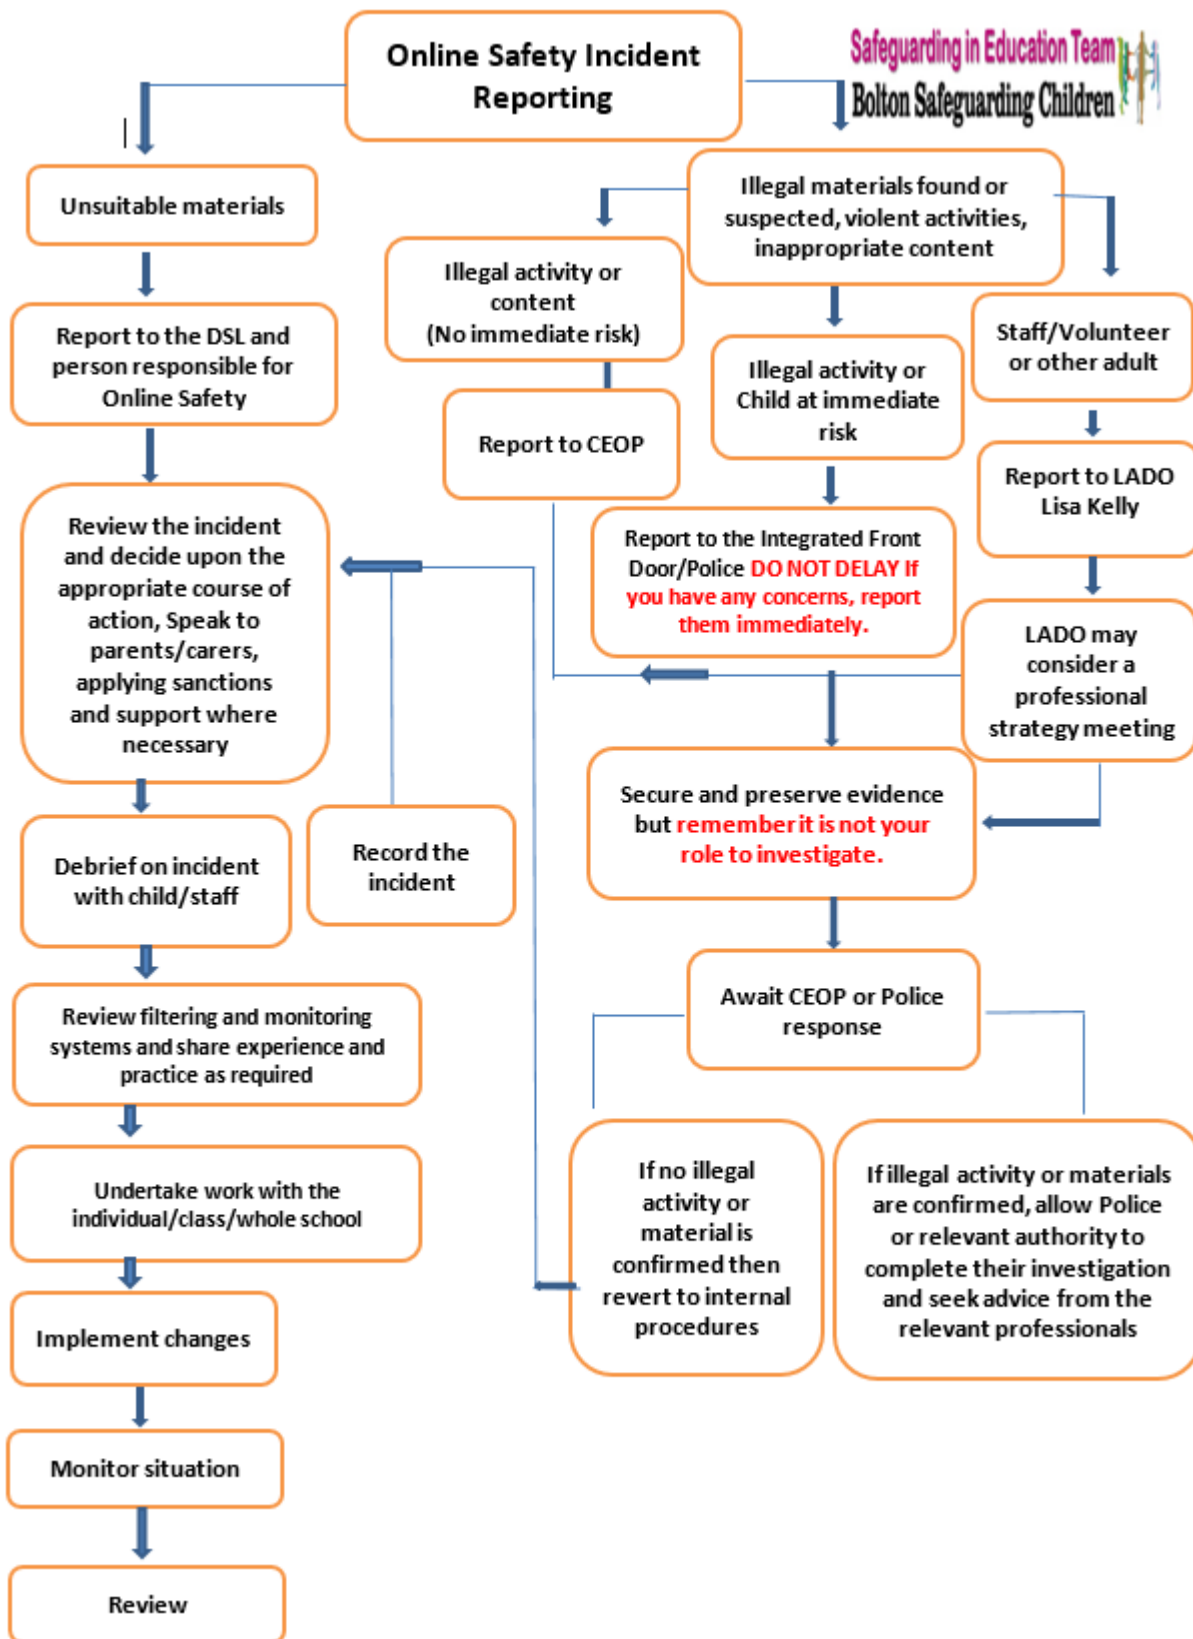 Online Safety Incident
Reporting
Safeguarding in Education Team
Bolton Safeguarding Children
Unsuitable materials
Report to the DSL and
person responsible for
Online Safety
Review the incident
and decide upon the
appropriate course of
action, Speak to
parents/carers,
applying sanctions
and support where
necessary
Debrief on incident
with child/staff
Record the
incident
Review filtering and monitoring
systems and share experience and
practice as required
Undertake work with the
individual/class/whole school
Implement changes
Monitor situation
Review
Illegal materials found or
suspected, violent activities,
inappropriate content
Illegal activity or
content
(No immediate risk)
Report to CEOP
Illegal activity or
Child at immediate
risk
Report to the Integrated Front
Door/Police DO NOT DELAY If
you have any concerns, report
them immediately.
Staff/Volunteer
or other adult
Report to LADO
Lisa Kelly
LADO may
consider a
professional
strategy meeting
Secure and preserve evidence
but remember it is not your
role to investigate.
Await CEOP or Police
response
If no illegal
activity or
material is
confirmed then
revert to internal
procedures
If illegal activity or materials
are confirmed, allow Police
or relevant authority to
complete their investigation
and seek advice from the
relevant professionals